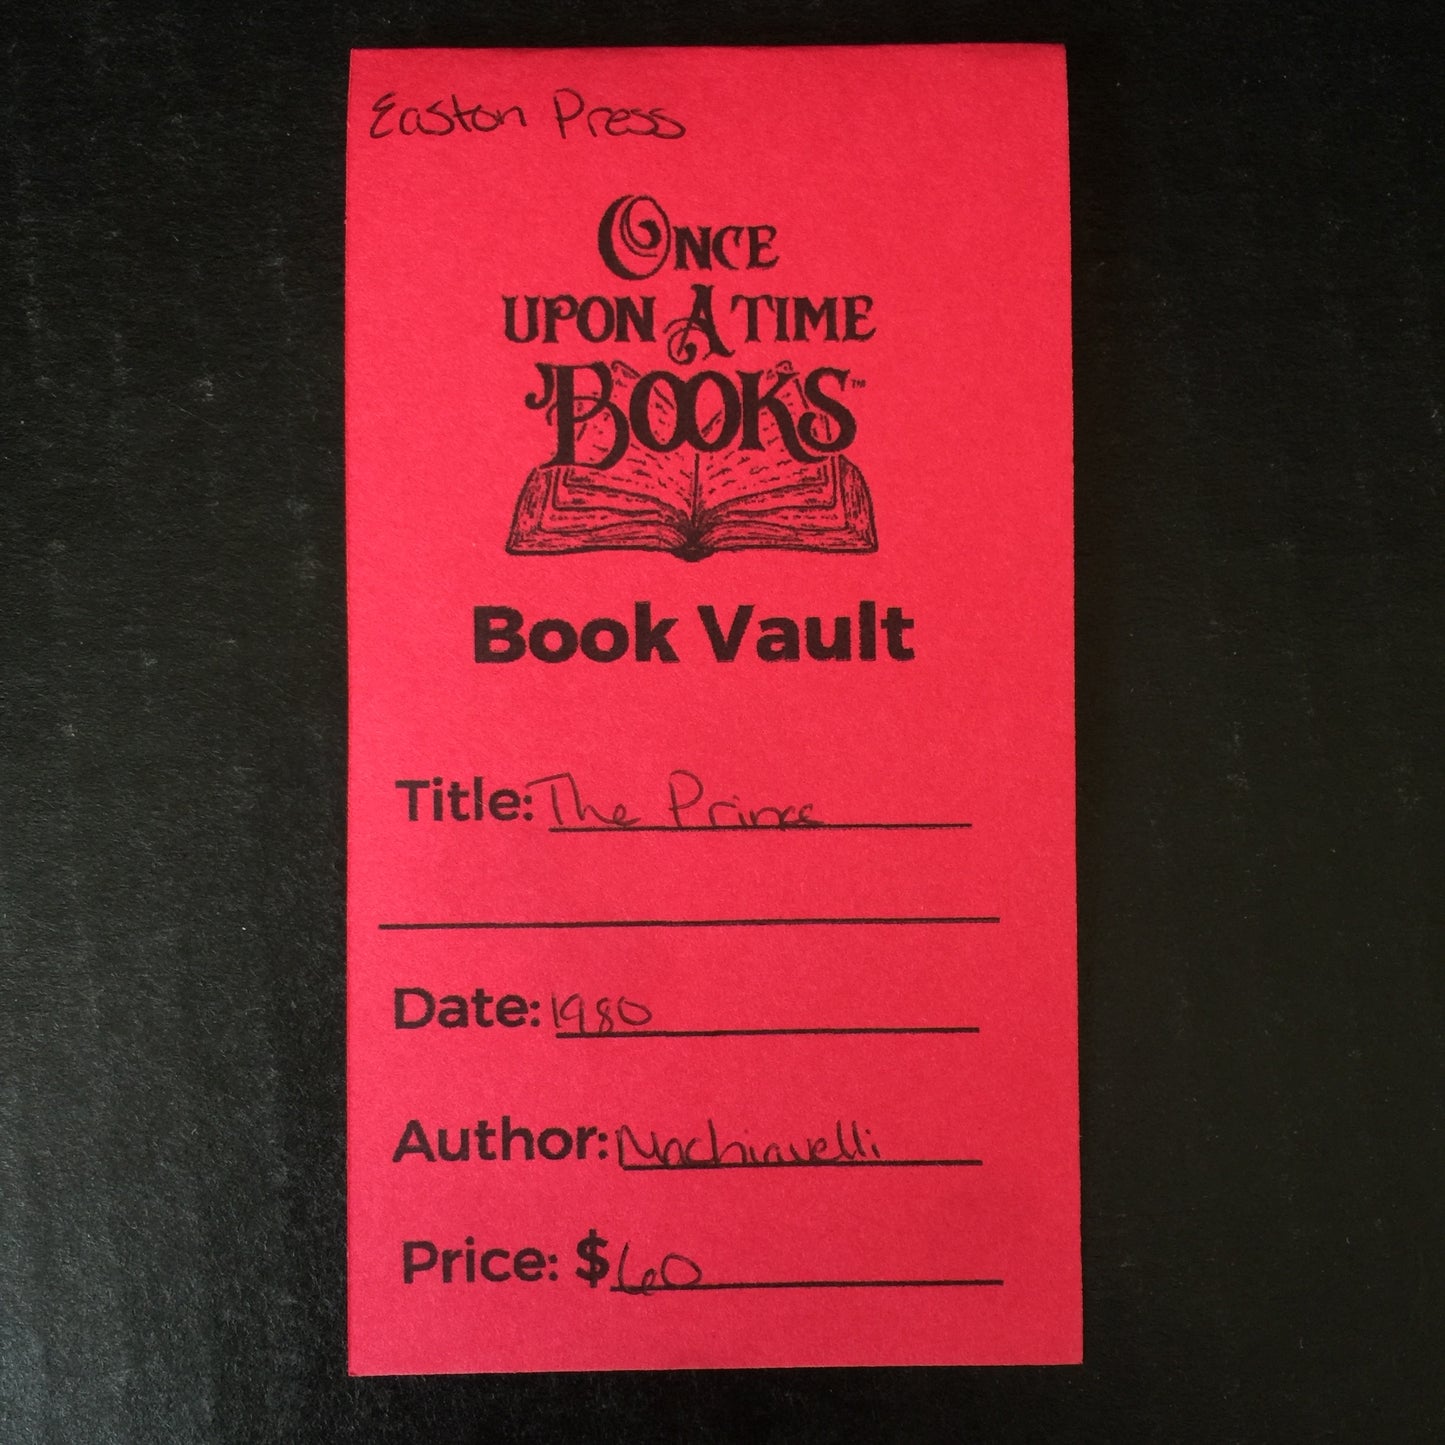 Easton Press
ONCE
UPON A TIME
BOOKS™
Book Vault
Title: The Prince
Date: 1980
Author: Machiavelli
Price: $60